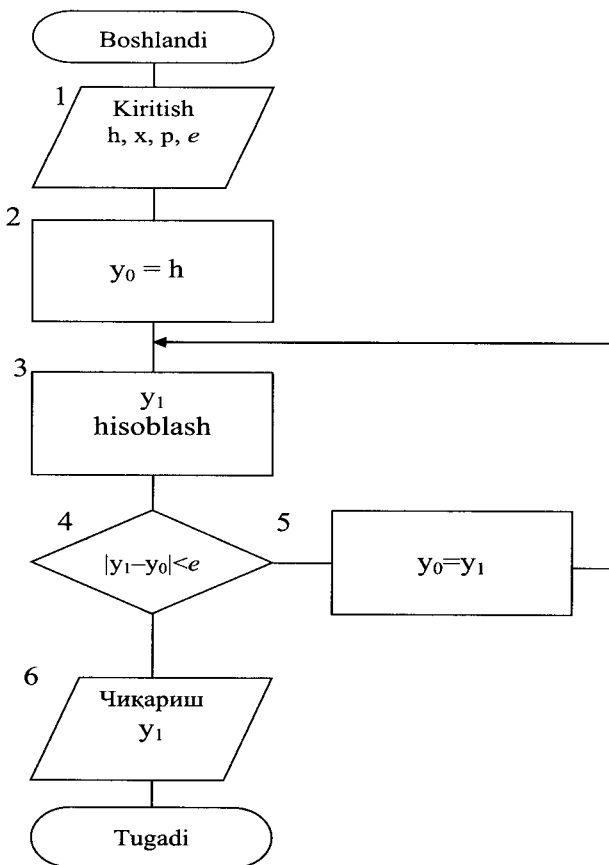 Boshlandi
1
Kiritish
h, x, p, e
2
y₀ = h
3
y₁
hisoblash
4
|y₁–y₀|<e
5
y₀=y₁
6
Чиқариш
y₁
Tugadi